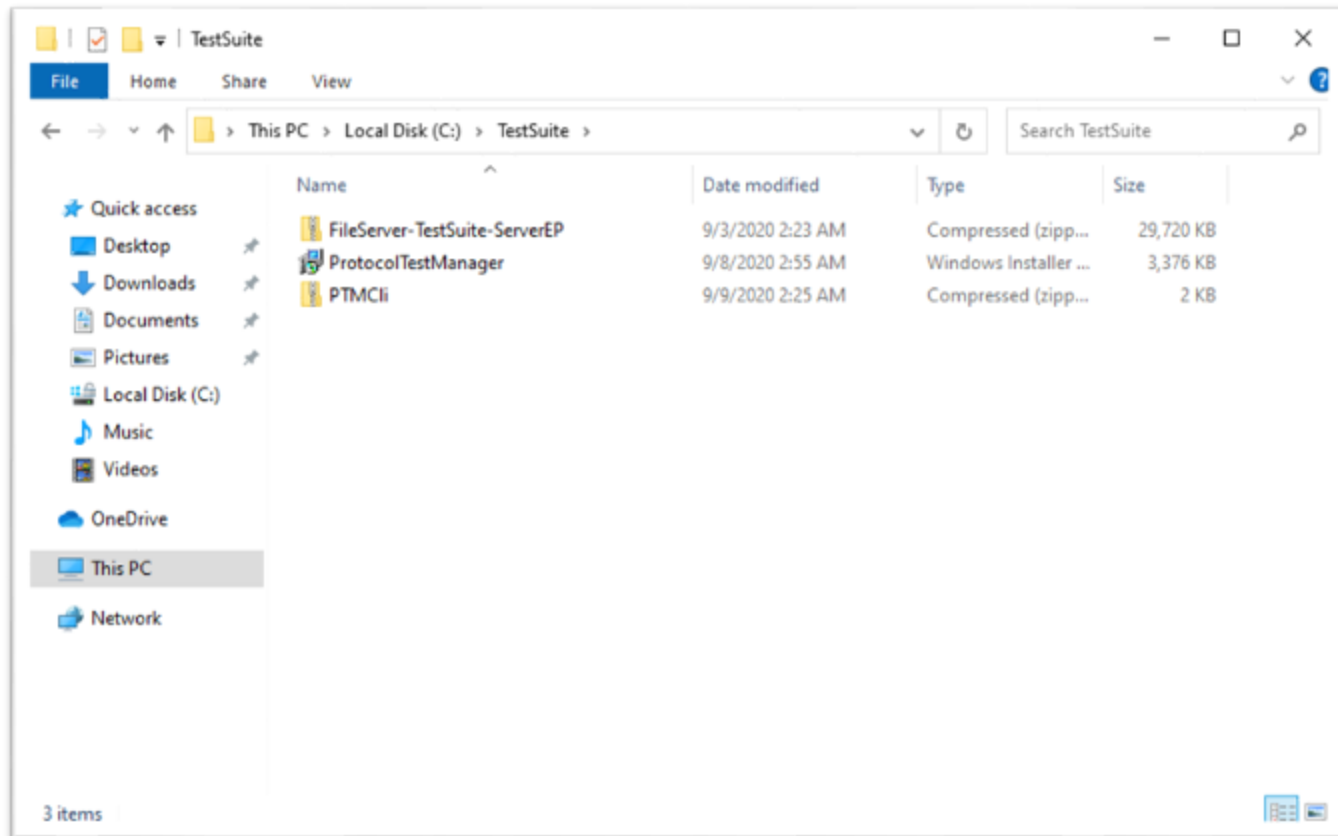 TestSuite
File Home Share View
This PC > Local Disk (C:) > TestSuite > Search TestSuite
Name Date modified Type Size
Quick access
Desktop
Downloads
Documents
Pictures
Local Disk (C:)
Music
Videos
OneDrive
This PC
Network
FileServer-TestSuite-ServerEP 9/3/2020 2:23 AM Compressed (zipp... 29,720 KB
ProtocolTestManager 9/8/2020 2:55 AM Windows Installer ... 3,376 KB
PTMCli 9/9/2020 2:25 AM Compressed (zipp... 2 KB
3 items